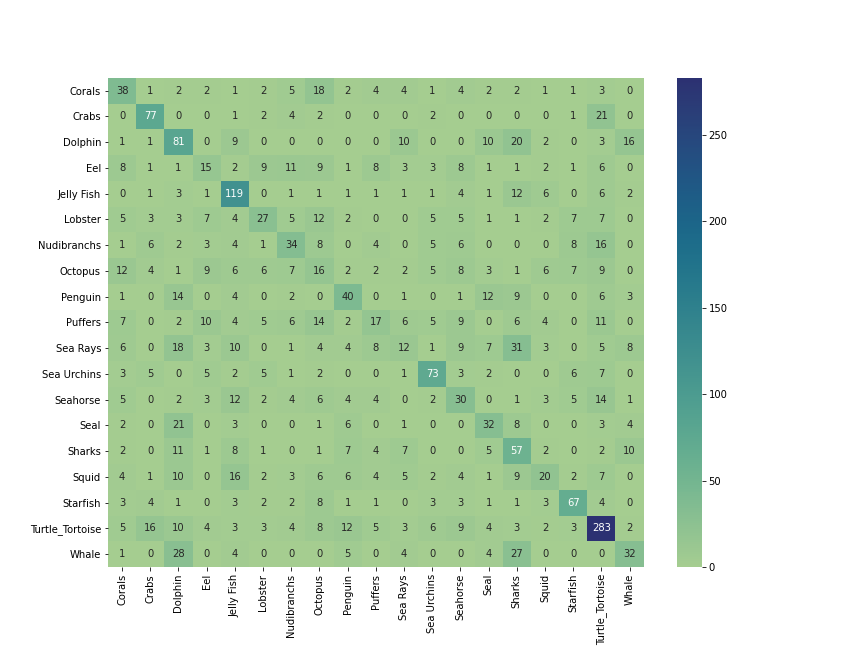 Corals 38 1 2 2 1 2 5 18 2 4 4 1 4 2 2 1 1 3 0
Crabs 0 77 0 0 1 2 4 2 0 0 0 2 0 0 0 0 1 21 0
Dolphin 1 1 81 0 9 0 0 0 0 0 10 0 0 10 20 2 0 3 16
250
Eel 8 1 1 15 2 9 11 9 1 8 3 3 8 1 1 2 1 6 0
Jelly Fish 0 1 3 1 119 0 1 1 1 1 1 1 4 1 12 6 0 6 2
Lobster 5 3 3 7 4 27 5 12 2 0 0 5 5 1 1 2 7 7 0
200
Nudibranchs 1 6 2 3 4 1 34 8 0 4 0 5 6 0 0 0 8 16 0
Octopus 12 4 1 9 6 6 7 16 2 2 2 5 8 3 1 6 7 9 0
Penguin 1 0 14 0 4 0 2 0 40 0 1 0 1 12 9 0 0 6 3
150
Puffers 7 0 2 10 4 5 6 14 2 17 6 5 9 0 6 4 0 11 0
Sea Rays 6 0 18 3 10 0 1 4 4 8 12 1 9 7 31 3 0 5 8
Sea Urchins 3 5 0 5 2 5 1 2 0 0 1 73 3 2 0 0 6 7 0
100
Seahorse 5 0 2 3 12 2 4 6 4 4 0 2 30 0 1 3 5 14 1
Seal 2 0 21 0 3 0 0 1 6 0 1 0 0 32 8 0 0 3 4
Sharks 2 0 11 1 8 1 0 1 7 4 7 0 0 5 57 2 0 2 10
50
Squid 4 1 10 0 16 2 3 6 6 4 5 2 4 1 9 20 2 7 0
Starfish 3 4 1 0 3 2 2 8 1 1 0 3 3 1 1 3 67 4 0
Turtle_Tortoise 5 16 10 4 3 3 4 8 12 5 3 6 9 4 3 2 3 283 2
Whale 1 0 28 0 4 0 0 0 5 0 4 0 0 4 27 0 0 0 32
0
Corals Crabs Dolphin Eel Jelly Fish Lobster Nudibranchs Octopus Penguin Puffers Sea Rays Sea Urchins Seahorse Seal Sharks Squid Starfish Turtle_Tortoise Whale